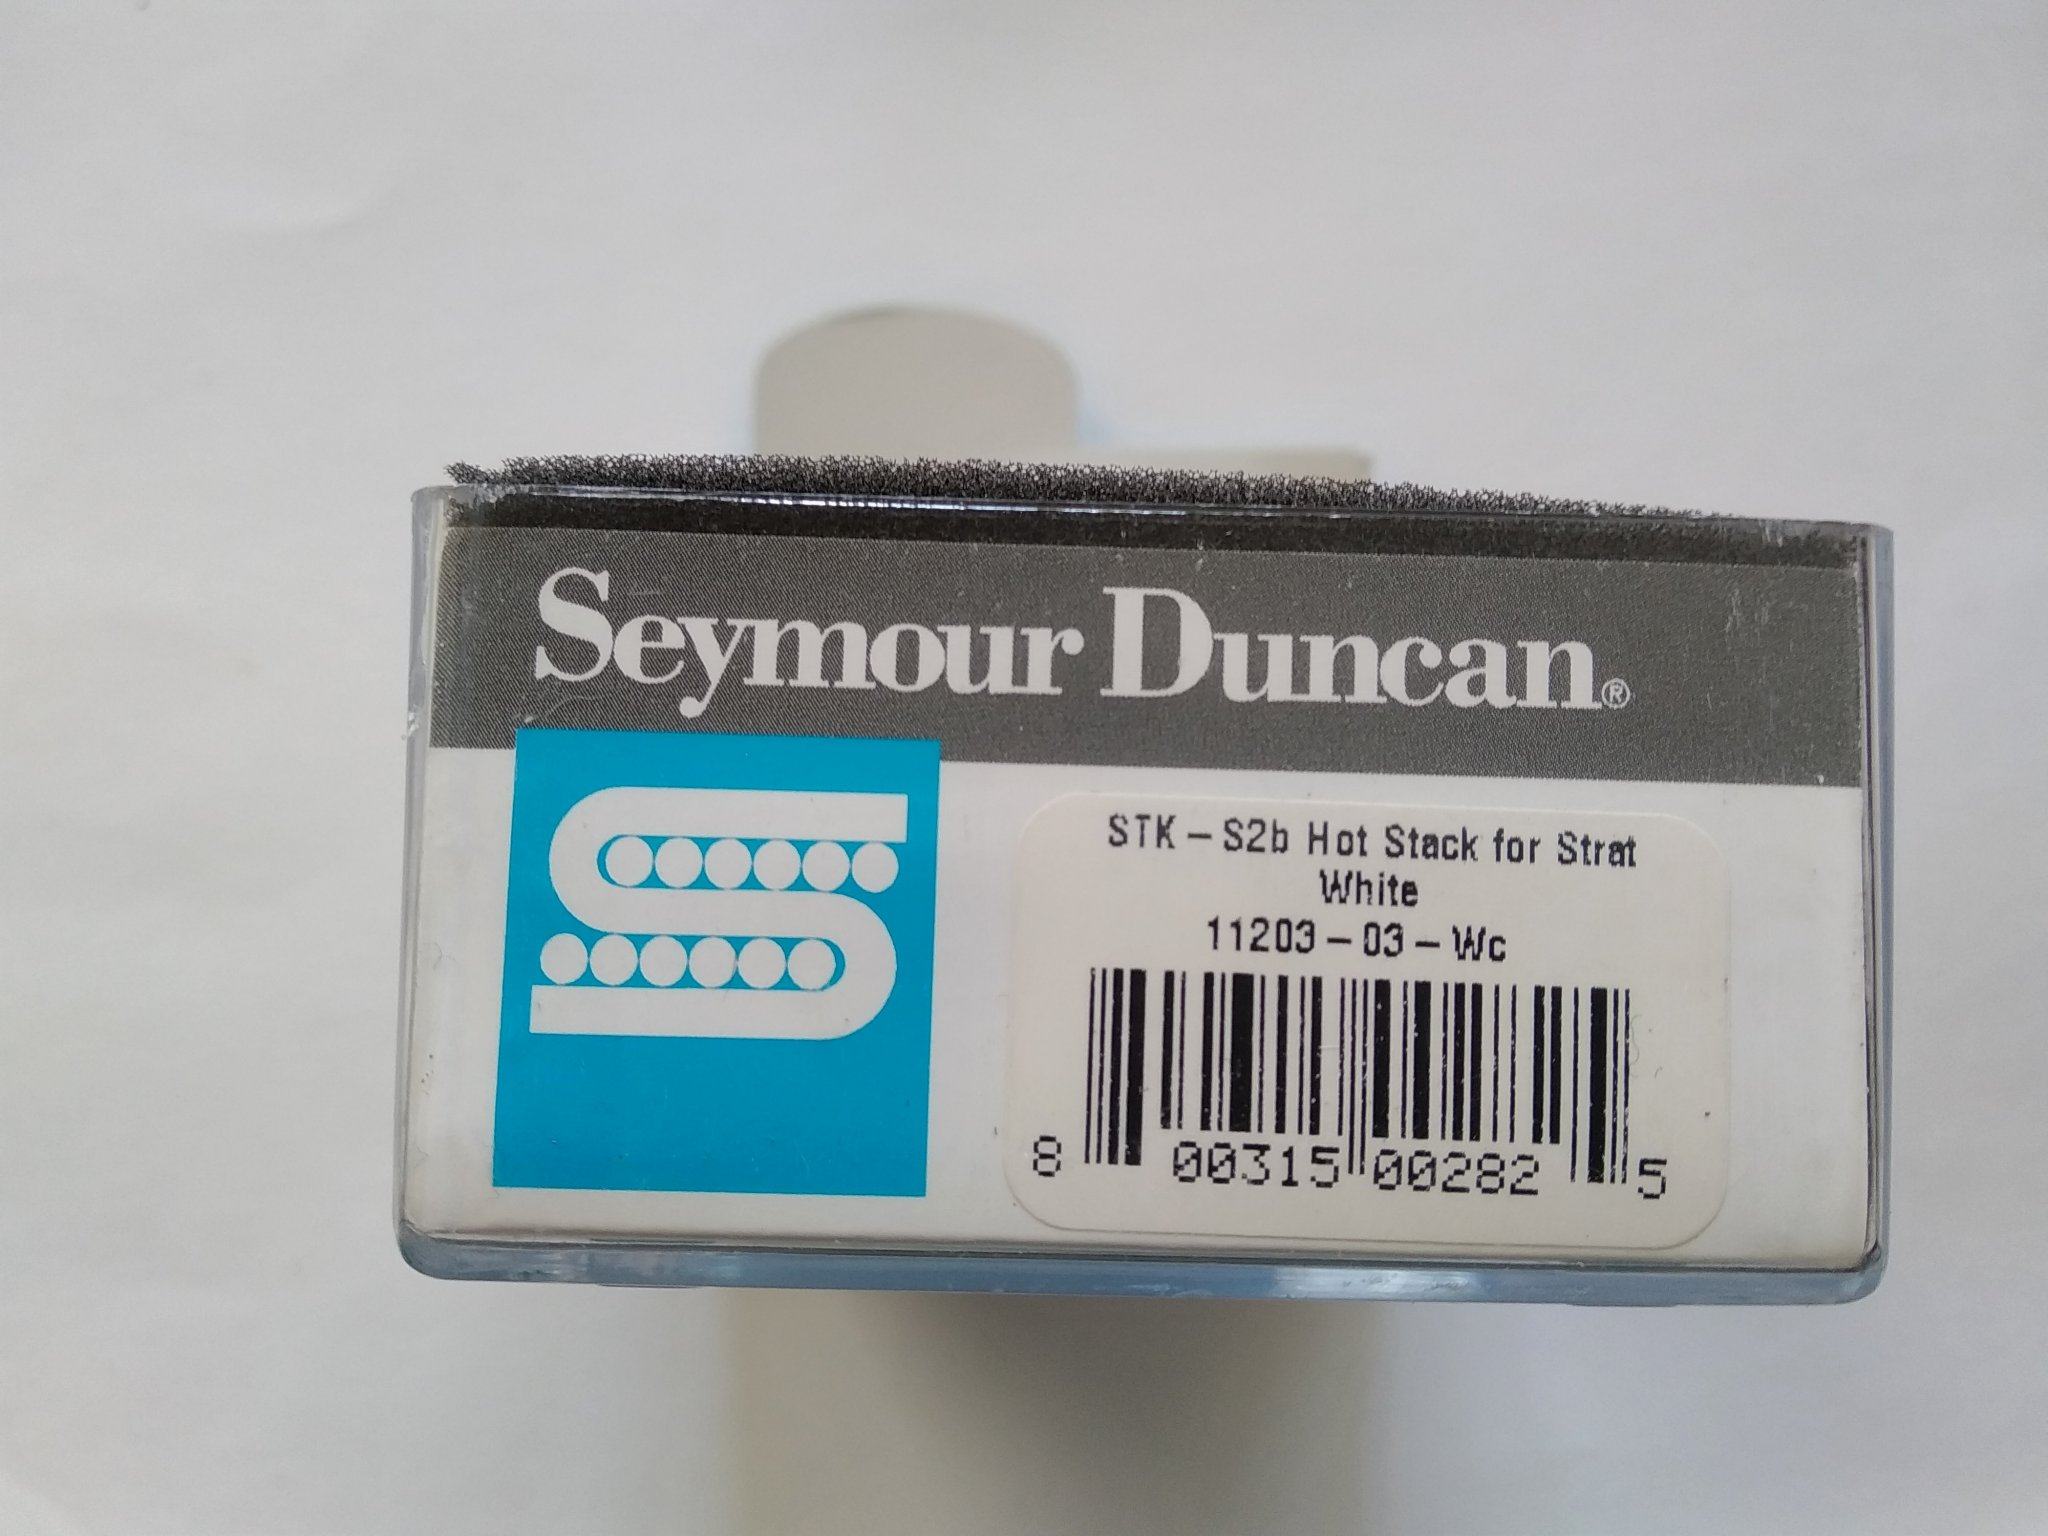 Seymour Duncan®
STK-S2b Hot Stack for Strat
White
11203-03-Wc
8 00315 00282 5